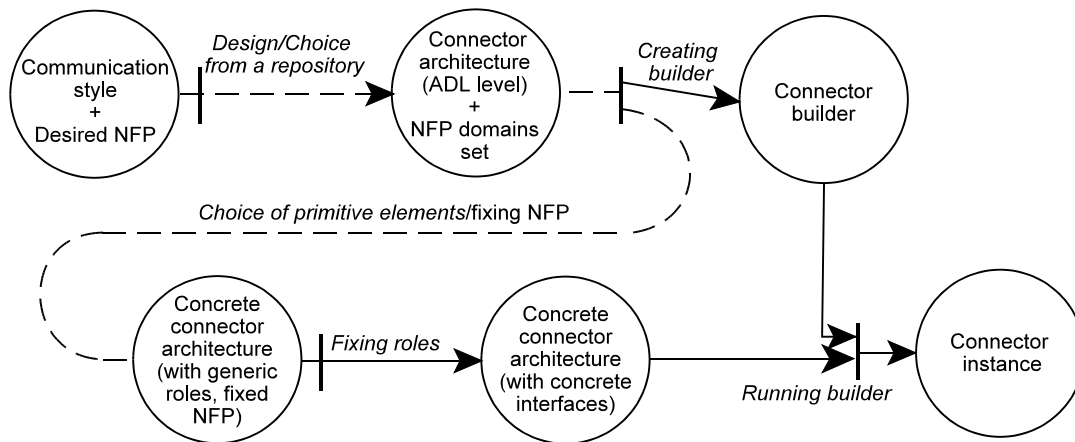 Communication
style
+
Desired NFP
Design/Choice
from a repository
Connector
architecture
(ADL level)
+
NFP domains
set
Creating
builder
Connector
builder
Choice of primitive elements/fixing NFP
Concrete
connector
architecture
(with generic
roles, fixed
NFP)
Fixing roles
Concrete
connector
architecture
(with concrete
interfaces)
Running builder
Connector
instance